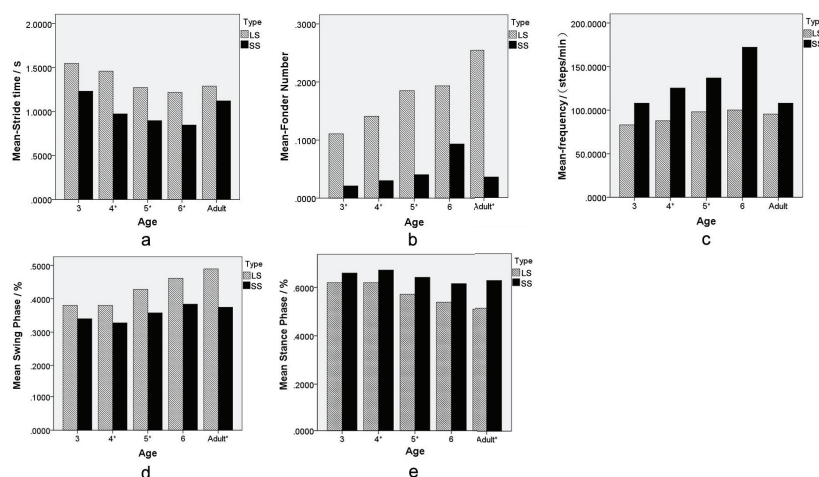 Mean-Stride time / s
2.0000
1.5000
1.0000
.5000
.0000
3 4* 5* 6* Adult
Age
Type
LS
SS
a
Mean-Fonder Number
.3000
.2000
.1000
.0000
3* 4* 5* 6 Adult*
Age
Type
LS
SS
b
Mean-frequency/（steps/min）
200.0000
150.0000
100.0000
50.0000
.0000
3 4* 5* 6 Adult
Age
Type
LS
SS
c
Mean Swing Phase / %
.5000
.4000
.3000
.2000
.1000
.0000
3 4* 5* 6 Adult*
Age
Type
LS
SS
d
Mean Stance Phase / %
.6000
.4000
.2000
.0000
3 4* 5* 6 Adult*
Age
Type
LS
SS
e